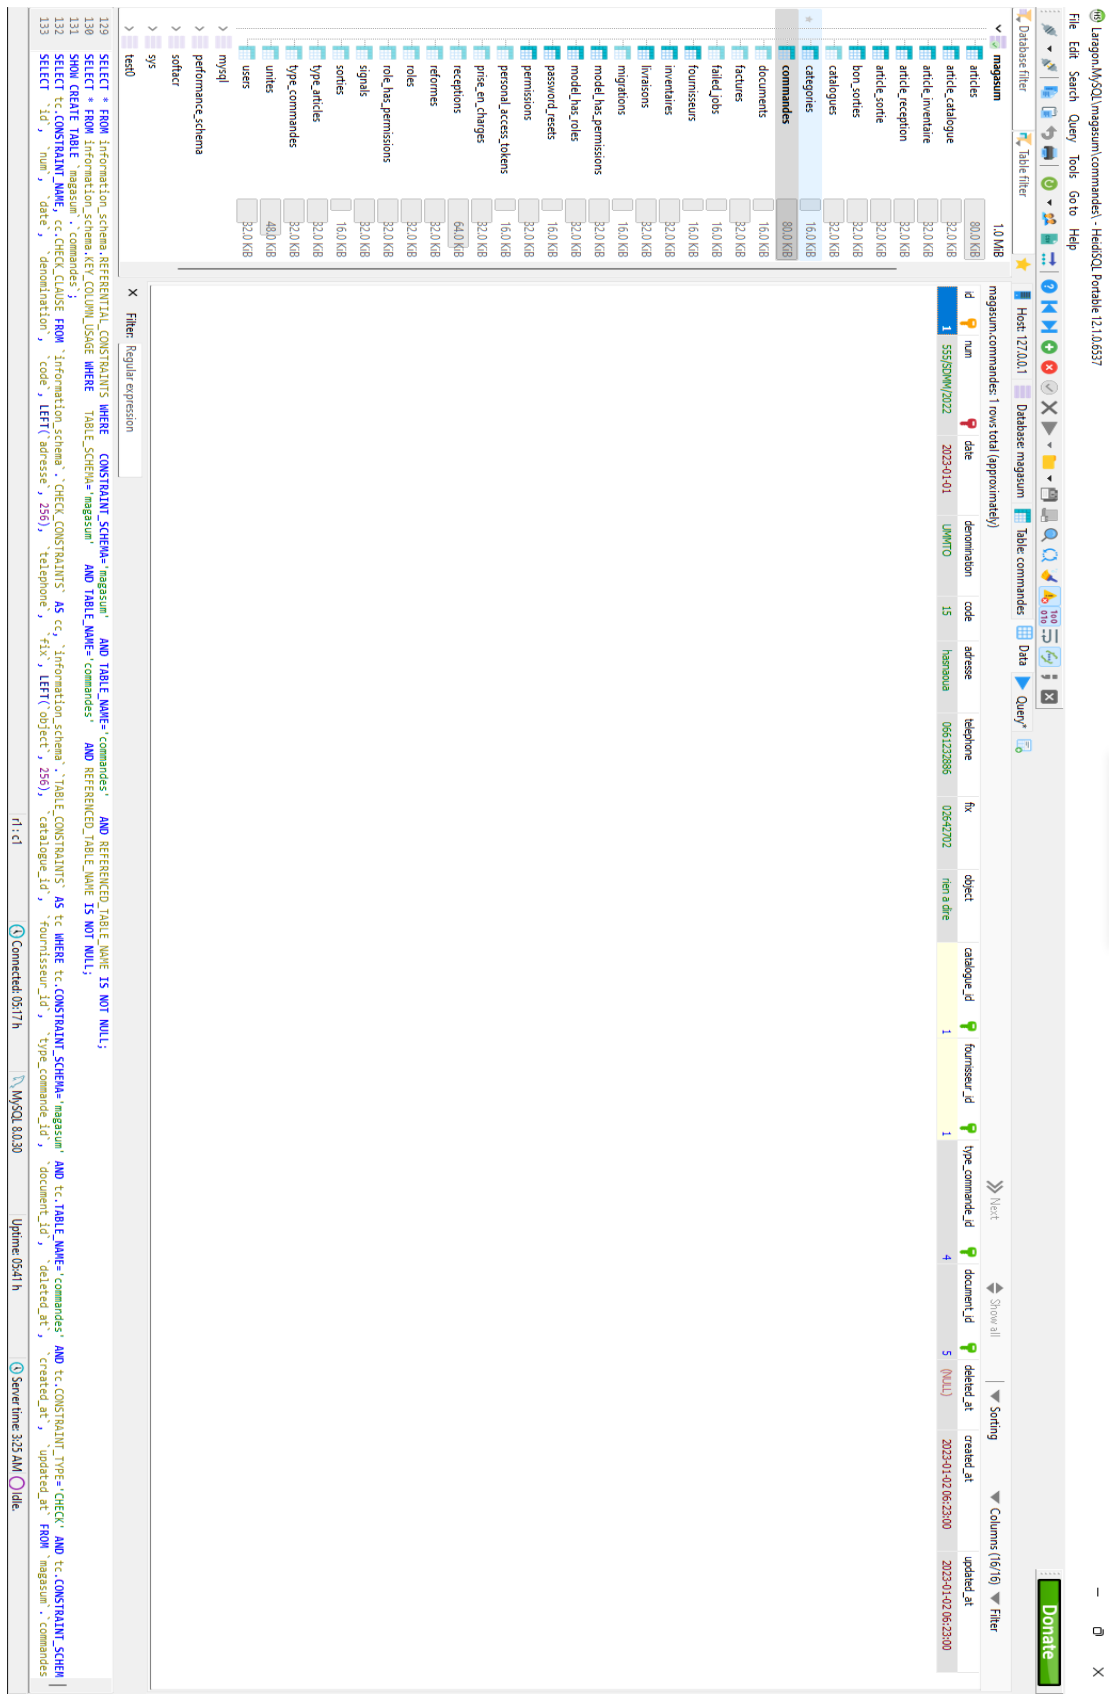 Laragon.MySQL\magasum\commandes\ - HeidiSQL Portable 12.1.0.6537
File Edit Search Query Tools Go to Help
Donate
Database filter
Table filter
Host: 127.0.0.1
Database: magasum
Table: commandes
Data
Query*
magasum 1.0 MiB
articles 80.0 KiB
article_catalogue 32.0 KiB
article_inventaire 32.0 KiB
article_reception 32.0 KiB
article_sortie 32.0 KiB
bon_sorties 32.0 KiB
catalogues 32.0 KiB
categories 16.0 KiB
commandes 80.0 KiB
documents 16.0 KiB
factures 32.0 KiB
failed_jobs 16.0 KiB
fournisseurs 16.0 KiB
inventaires 32.0 KiB
livraisons 32.0 KiB
migrations 16.0 KiB
model_has_permissions 32.0 KiB
model_has_roles 32.0 KiB
password_resets 16.0 KiB
permissions 32.0 KiB
personal_access_tokens 16.0 KiB
prise_en_charges 32.0 KiB
receptions 64.0 KiB
reformes 32.0 KiB
roles 32.0 KiB
role_has_permissions 32.0 KiB
signals 32.0 KiB
sorties 16.0 KiB
type_articles 32.0 KiB
type_commandes 32.0 KiB
unites 48.0 KiB
users 32.0 KiB
mysql
performance_schema
softacr
sys
test0
magasum.commandes: 1 rows total (approximately)
Next Show all Sorting Columns (16/16) Filter
id num date denomination code adresse telephone fix object catalogue_id fournisseur_id type_commande_id document_id deleted_at created_at updated_at
1 555/SDMM/2022 2023-01-01 UMMTO 15 hasnaoua 0661232886 02642702 rien a dire 1 1 4 5 (NULL) 2023-01-02 06:23:00 2023-01-02 06:23:00
X Filter: Regular expression
129 SELECT * FROM information_schema.REFERENTIAL_CONSTRAINTS WHERE CONSTRAINT_SCHEMA='magasum' AND TABLE_NAME='commandes' AND REFERENCED_TABLE_NAME IS NOT NULL;
130 SELECT * FROM information_schema.KEY_COLUMN_USAGE WHERE TABLE_SCHEMA='magasum' AND TABLE_NAME='commandes' AND REFERENCED_TABLE_NAME IS NOT NULL;
131 SHOW CREATE TABLE `magasum`.`commandes`;
132 SELECT tc.CONSTRAINT_NAME, cc.CHECK_CLAUSE FROM `information_schema`.`CHECK_CONSTRAINTS` AS cc, `information_schema`.`TABLE_CONSTRAINTS` AS tc WHERE tc.CONSTRAINT_SCHEMA='magasum' AND tc.TABLE_NAME='commandes' AND tc.CONSTRAINT_TYPE='CHECK' AND tc.CONSTRAINT_SCHEM
133 SELECT `id`, `num`, `date`, `denomination`, `code`, LEFT(`adresse`, 256), `telephone`, `fix`, LEFT(`object`, 256), `catalogue_id`, `fournisseur_id`, `type_commande_id`, `document_id`, `deleted_at`, `created_at`, `updated_at` FROM `magasum`.`commandes
r1 : c1
Connected: 05:17 h
MySQL 8.0.30
Uptime: 05:41 h
Server time: 3:25 AM
Idle.